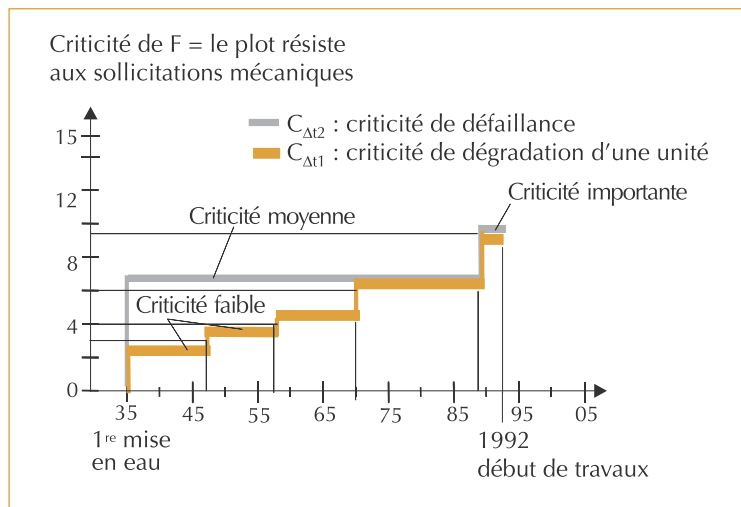 Criticité de F = le plot résiste
aux sollicitations mécaniques
C∆t2 : criticité de défaillance
C∆t1 : criticité de dégradation d'une unité
Criticité importante
Criticité moyenne
Criticité faible
15
12
8
4
0
35 45 55 65 75 85 95 05
1re mise
en eau
1992
début de travaux